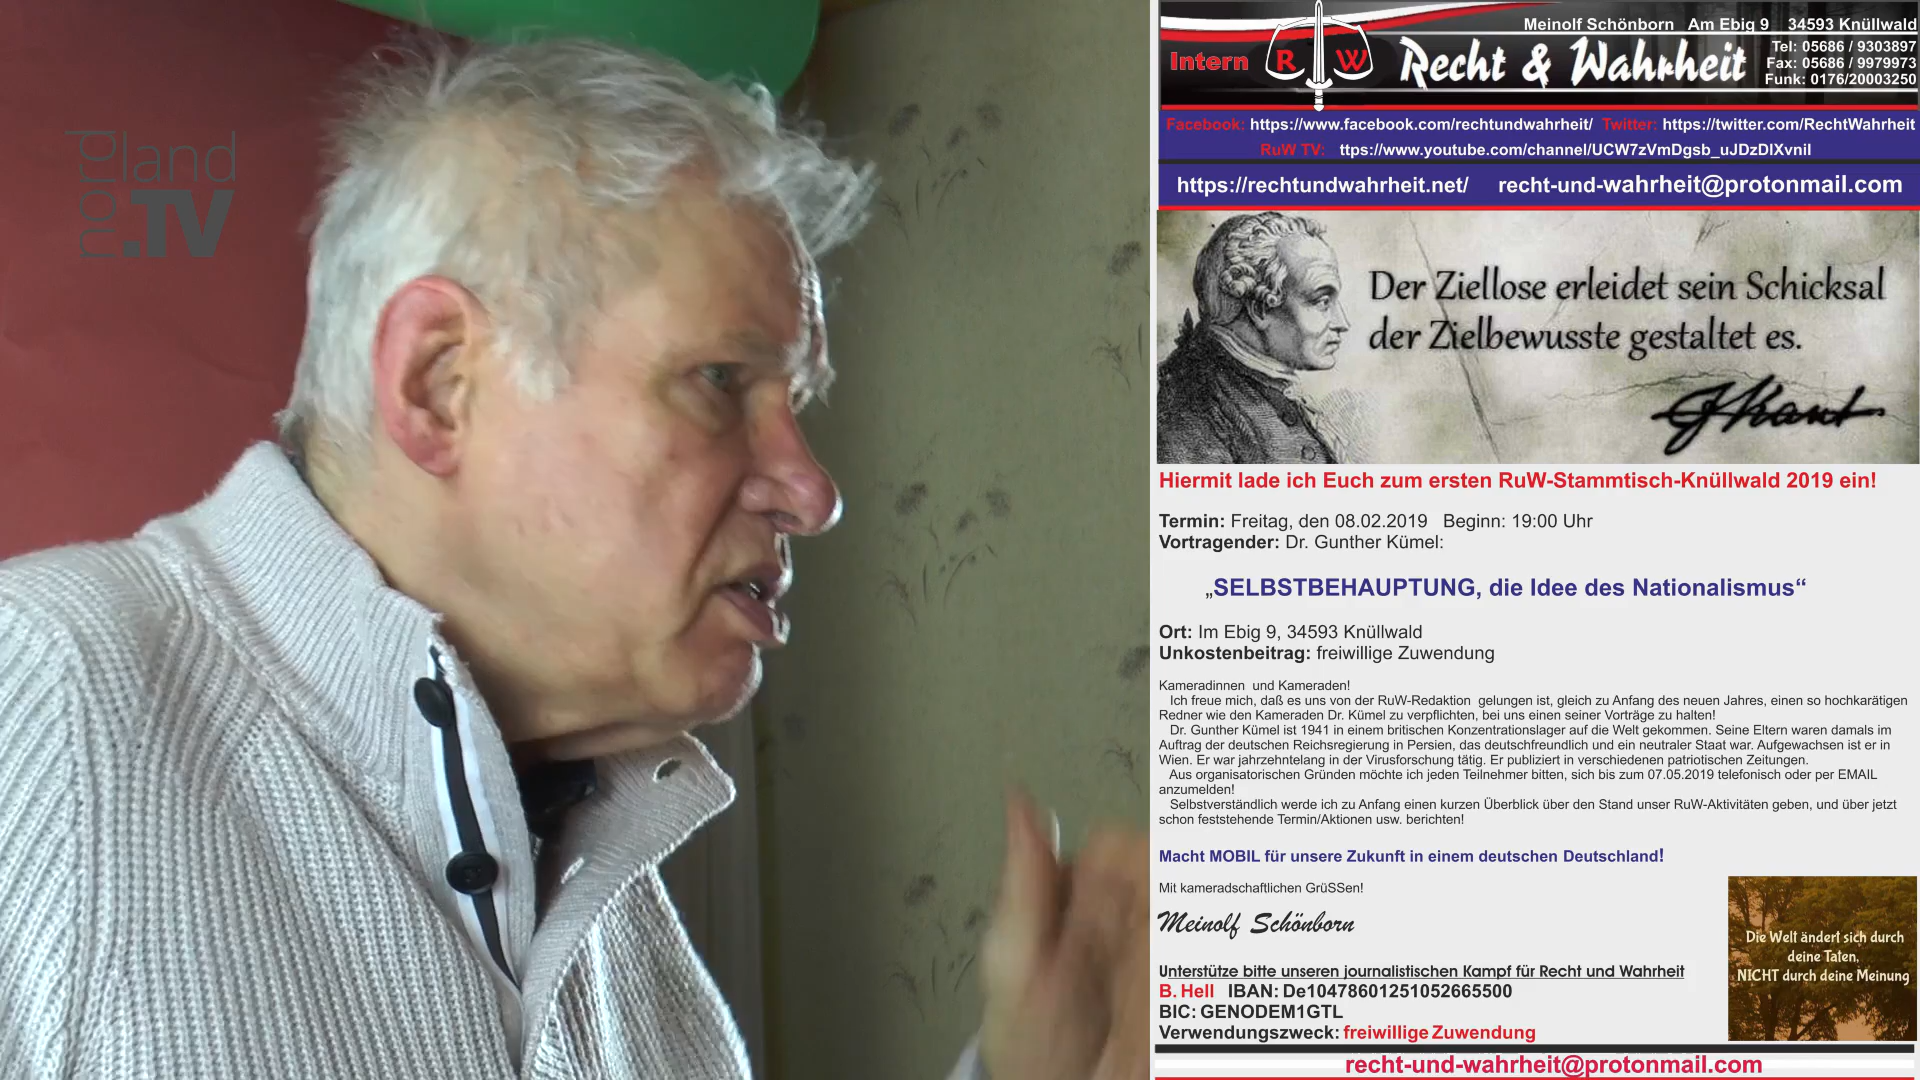 nordland
.TV
Meinolf Schönborn Am Ebig 9 34593 Knüllwald
Intern R W Recht & Wahrheit
Tel: 05686 / 9303897
Fax: 05686 / 9979973
Funk: 0176/20003250
Facebook: https://www.facebook.com/rechtundwahrheit/ Twitter: https://twitter.com/RechtWahrheit
RuW TV: ttps://www.youtube.com/channel/UCW7zVmDgsb_uJDzDIXvnil
https://rechtundwahrheit.net/ recht-und-wahrheit@protonmail.com
Der Ziellose erleidet sein Schicksal
der Zielbewusste gestaltet es.
I Kant
Hiermit lade ich Euch zum ersten RuW-Stammtisch-Knüllwald 2019 ein!
Termin: Freitag, den 08.02.2019 Beginn: 19:00 Uhr
Vortragender: Dr. Gunther Kümel:
„SELBSTBEHAUPTUNG, die Idee des Nationalismus“
Ort: Im Ebig 9, 34593 Knüllwald
Unkostenbeitrag: freiwillige Zuwendung
Kameradinnen und Kameraden!
Ich freue mich, daß es uns von der RuW-Redaktion gelungen ist, gleich zu Anfang des neuen Jahres, einen so hochkarätigen
Redner wie den Kameraden Dr. Kümel zu verpflichten, bei uns einen seiner Vorträge zu halten!
Dr. Gunther Kümel ist 1941 in einem britischen Konzentrationslager auf die Welt gekommen. Seine Eltern waren damals im
Auftrag der deutschen Reichsregierung in Persien, das deutschfreundlich und ein neutraler Staat war. Aufgewachsen ist er in
Wien. Er war jahrzehntelang in der Virusforschung tätig. Er publiziert in verschiedenen patriotischen Zeitungen.
Aus organisatorischen Gründen möchte ich jeden Teilnehmer bitten, sich bis zum 07.05.2019 telefonisch oder per EMAIL
anzumelden!
Selbstverständlich werde ich zu Anfang einen kurzen Überblick über den Stand unser RuW-Aktivitäten geben, und über jetzt
schon feststehende Termin/Aktionen usw. berichten!
Macht MOBIL für unsere Zukunft in einem deutschen Deutschland!
Mit kameradschaftlichen GrüSSen!
Meinolf Schönborn
Unterstütze bitte unseren journalistischen Kampf für Recht und Wahrheit
B. Hell IBAN: De10478601251052665500
BIC: GENODEM1GTL
Verwendungszweck: freiwillige Zuwendung
Die Welt ändert sich durch
deine Taten,
NICHT durch deine Meinung
recht-und-wahrheit@protonmail.com